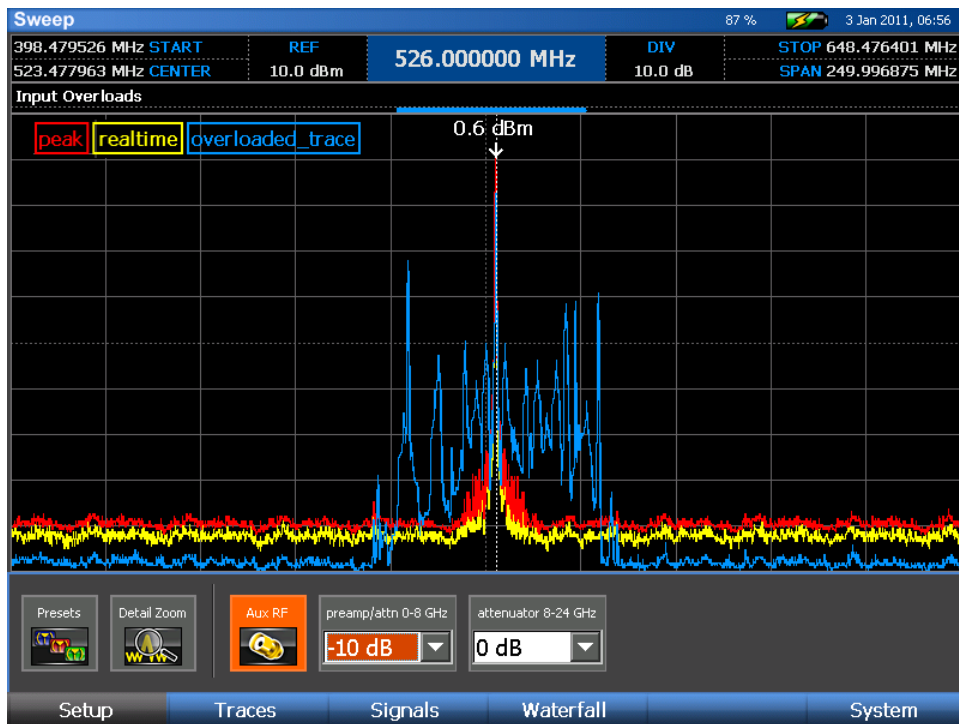 Sweep 87 % 3 Jan 2011, 06:56
398.479526 MHz START REF 526.000000 MHz DIV STOP 648.476401 MHz
523.477963 MHz CENTER 10.0 dBm 10.0 dB SPAN 249.996875 MHz
Input Overloads
0.6 dBm
peak realtime overloaded_trace
Presets Detail Zoom Aux RF preamp/attn 0-8 GHz attenuator 8-24 GHz
-10 dB 0 dB
Setup Traces Signals Waterfall System